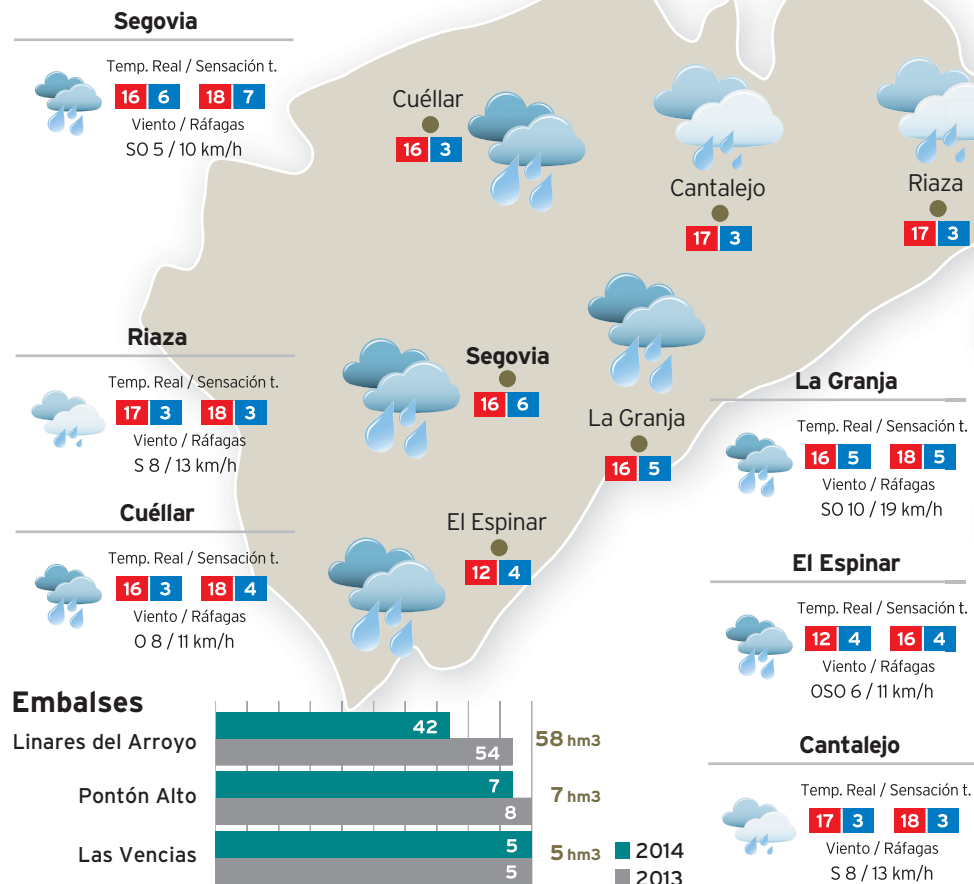 Segovia
Temp. Real / Sensación t.
16 6 18 7
Viento / Ráfagas
SO 5 / 10 km/h
Cuéllar
16 3
Cantalejo
17 3
Riaza
17 3
Segovia
16 6
La Granja
16 5
El Espinar
12 4
Riaza
Temp. Real / Sensación t.
17 3 18 3
Viento / Ráfagas
S 8 / 13 km/h
Cuéllar
Temp. Real / Sensación t.
16 3 18 4
Viento / Ráfagas
O 8 / 11 km/h
La Granja
Temp. Real / Sensación t.
16 5 18 5
Viento / Ráfagas
SO 10 / 19 km/h
El Espinar
Temp. Real / Sensación t.
12 4 16 4
Viento / Ráfagas
OSO 6 / 11 km/h
Cantalejo
Temp. Real / Sensación t.
17 3 18 3
Viento / Ráfagas
S 8 / 13 km/h
Embalses
Linares del Arroyo
42
54
58 hm3
Pontón Alto
7
8
7 hm3
Las Vencias
5
5
5 hm3
2014
2013